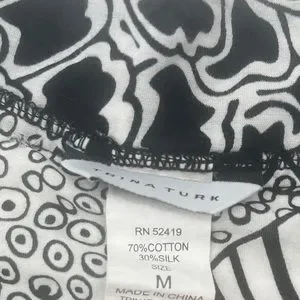 TRINA TURK
RN 52419
70%COTTON
30%SILK
SIZE
M
MADE IN CHINA